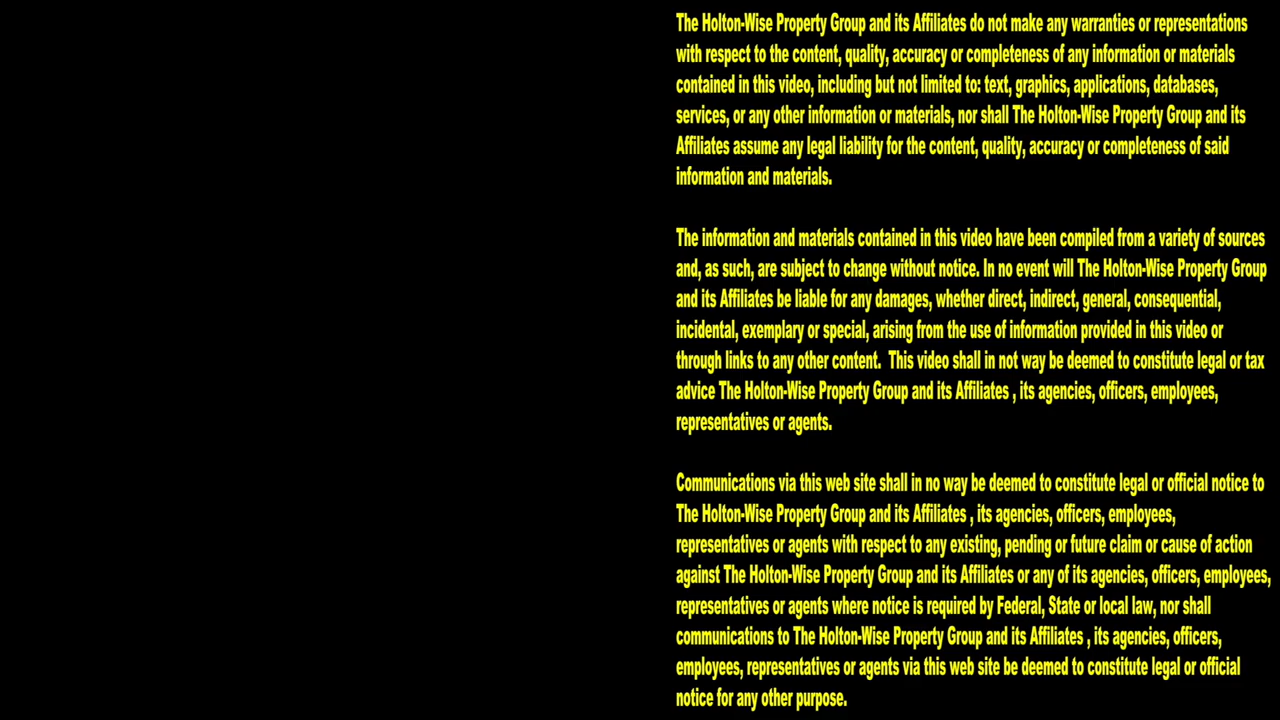 The Holton-Wise Property Group and its Affiliates do not make any warranties or representations
with respect to the content, quality, accuracy or completeness of any information or materials
contained in this video, including but not limited to: text, graphics, applications, databases,
services, or any other information or materials, nor shall The Holton-Wise Property Group and its
Affiliates assume any legal liability for the content, quality, accuracy or completeness of said
information and materials.
The information and materials contained in this video have been compiled from a variety of sources
and, as such, are subject to change without notice. In no event will The Holton-Wise Property Group
and its Affiliates be liable for any damages, whether direct, indirect, general, consequential,
incidental, exemplary or special, arising from the use of information provided in this video or
through links to any other content.  This video shall in not way be deemed to constitute legal or tax
advice The Holton-Wise Property Group and its Affiliates , its agencies, officers, employees,
representatives or agents.
Communications via this web site shall in no way be deemed to constitute legal or official notice to
The Holton-Wise Property Group and its Affiliates , its agencies, officers, employees,
representatives or agents with respect to any existing, pending or future claim or cause of action
against The Holton-Wise Property Group and its Affiliates or any of its agencies, officers, employees,
representatives or agents where notice is required by Federal, State or local law, nor shall
communications to The Holton-Wise Property Group and its Affiliates , its agencies, officers,
employees, representatives or agents via this web site be deemed to constitute legal or official
notice for any other purpose.